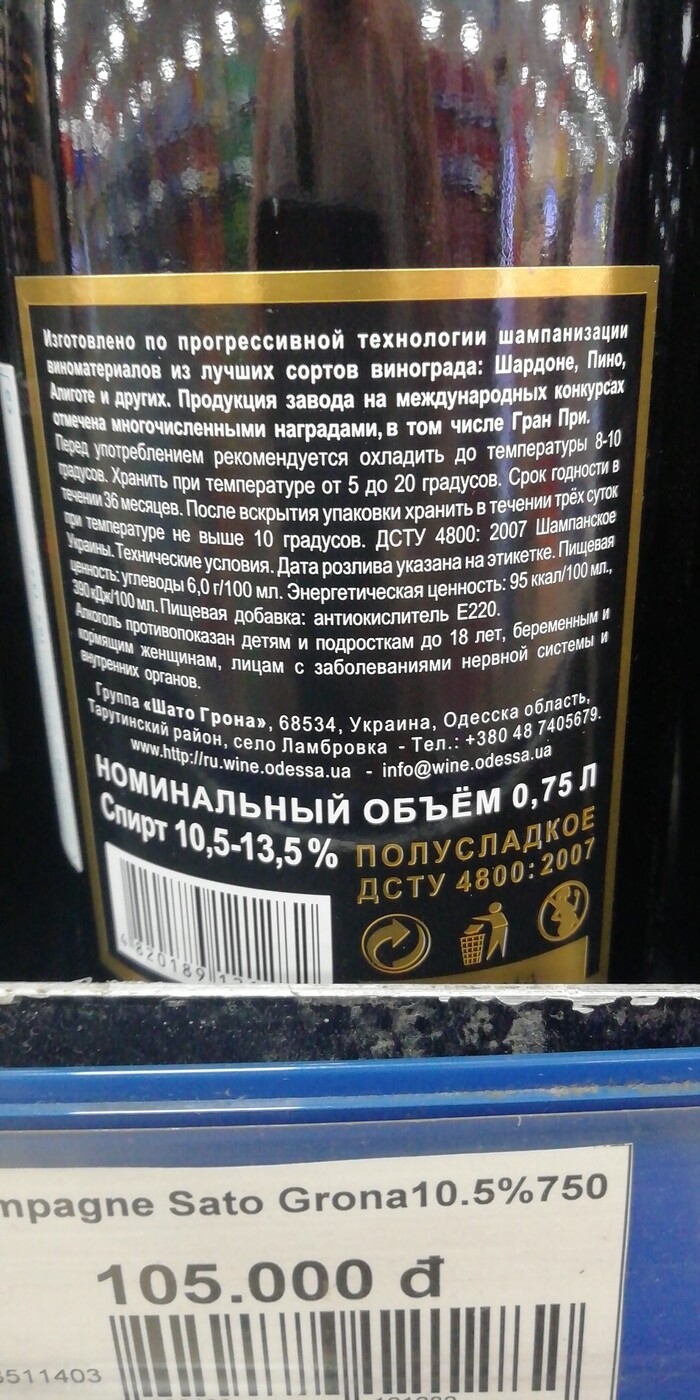 Изготовлено по прогрессивной технологии шампанизации
виноматериалов из лучших сортов винограда: Шардоне, Пино,
Алиготе и других. Продукция завода на международных конкурсах
отмечена многочисленными наградами, в том числе Гран При.
Перед употреблением рекомендуется охладить до температуры 8-10
градусов. Хранить при температуре от 5 до 20 градусов. Срок годности в
течении 36 месяцев. После вскрытия упаковки хранить в течении трёх суток
при температуре не выше 10 градусов. ДСТУ 4800: 2007 Шампанское
Украины. Технические условия. Дата розлива указана на этикетке. Пищевая
ценность: углеводы 6,0 г/100 мл. Энергетическая ценность: 95 ккал/100 мл.,
390 кДж/100 мл. Пищевая добавка: антиокислитель Е220.
Алкоголь противопоказан детям и подросткам до 18 лет, беременным и
кормящим женщинам, лицам с заболеваниями нервной системы и
внутренних органов.
Группа «Шато Грона», 68534, Украина, Одесска область,
Тарутинский район, село Ламбровка - Тел.: +380 48 7405679.
www.http://ru.wine.odessa.ua - info@wine.odessa.ua
НОМИНАЛЬНЫЙ ОБЪЁМ 0,75 Л
Спирт 10,5-13,5% ПОЛУСЛАДКОЕ
ДСТУ 4800:2007
4 820189
mpagne Sato Grona10.5%750
105.000 đ
511403